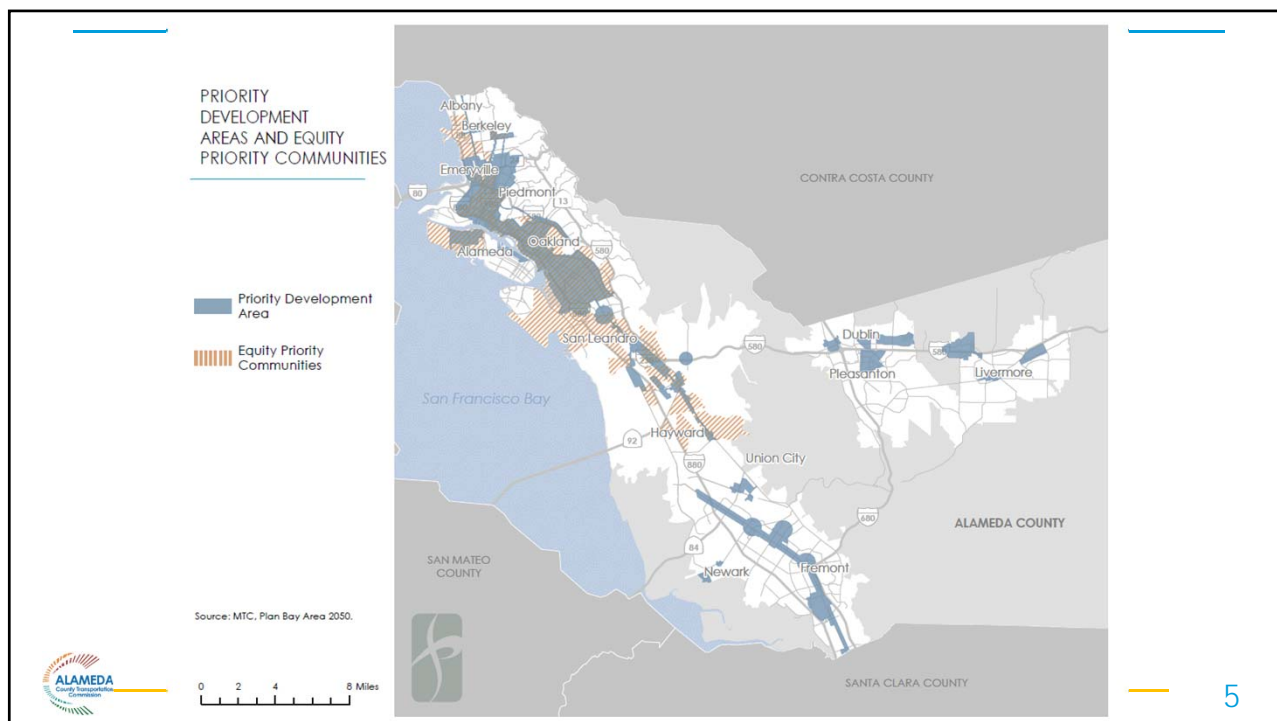 PRIORITY
DEVELOPMENT
AREAS AND EQUITY
PRIORITY COMMUNITIES
Priority Development
Area
Equity Priority
Communities
Source: MTC, Plan Bay Area 2050.
0 2 4 8 Miles
ALAMEDA
County Transportation
Commission
Albany
Berkeley
Emeryville
80
Piedmont
13
CONTRA COSTA COUNTY
Oakland
580
Alameda
San Leandro
580
Dublin
580
Pleasanton
Livermore
San Francisco Bay
92
Hayward
880
Union City
680
ALAMEDA COUNTY
84
SAN MATEO
COUNTY
Newark
Fremont
SANTA CLARA COUNTY
5